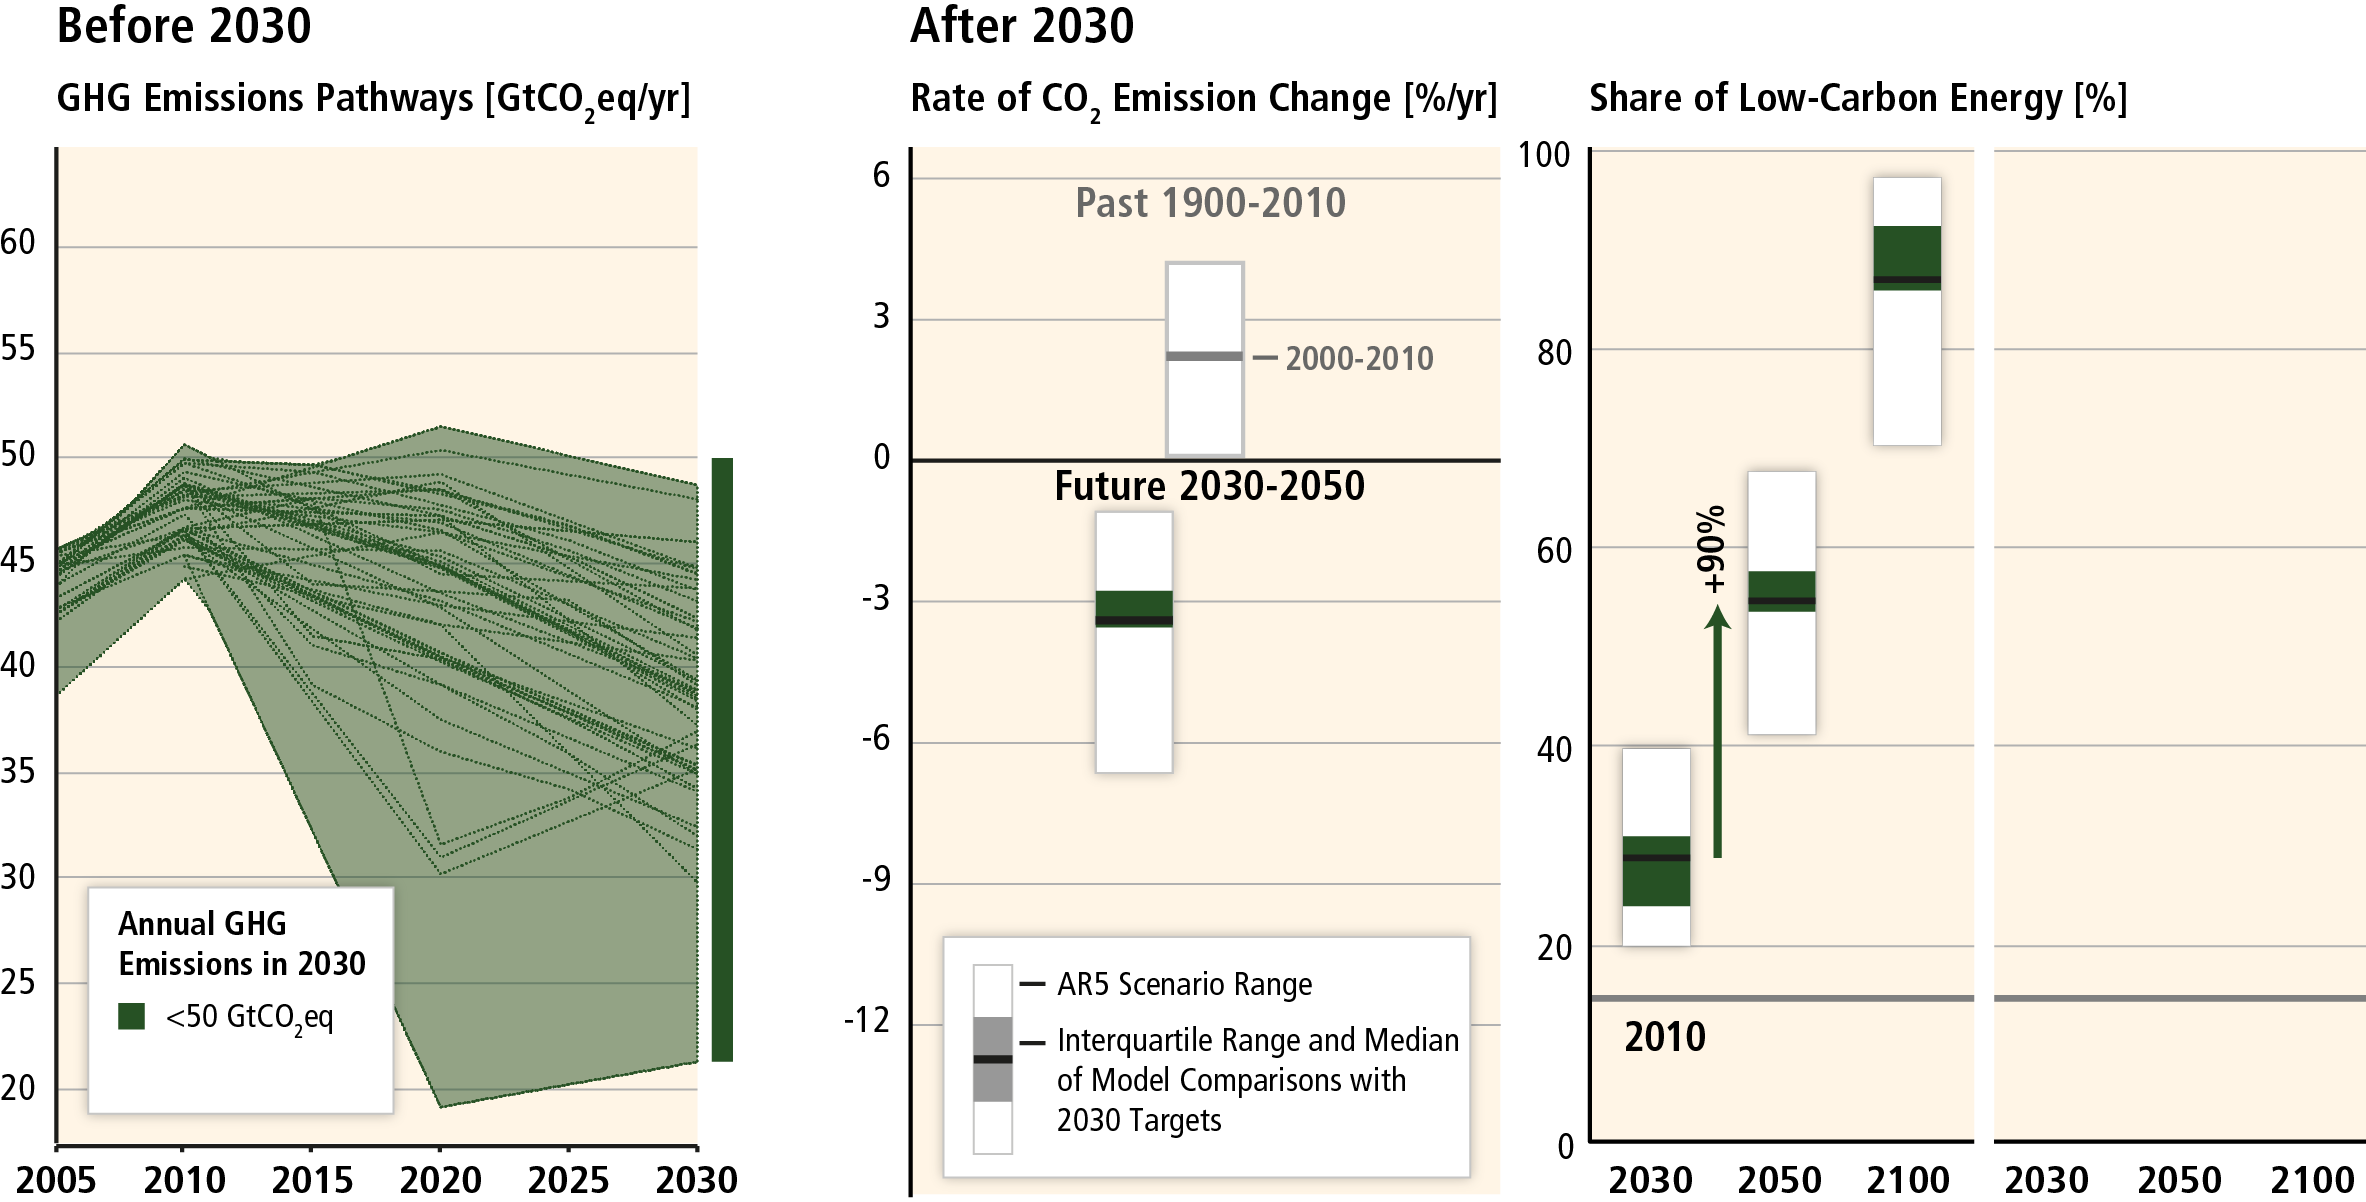 Before 2030
After 2030
GHG Emissions Pathways [GtCO2eq/yr]
Rate of CO2 Emission Change [%/yr]
Share of Low-Carbon Energy [%]
60
55
50
45
40
35
30
25
20
Annual GHG
Emissions in 2030
<50 GtCO2eq
2005 2010 2015 2020 2025 2030
6
3
0
-3
-6
-9
-12
Past 1900-2010
2000-2010
Future 2030-2050
AR5 Scenario Range
Interquartile Range and Median
of Model Comparisons with
2030 Targets
100
80
60
40
20
0
+90%
2010
2030 2050 2100 2030 2050 2100